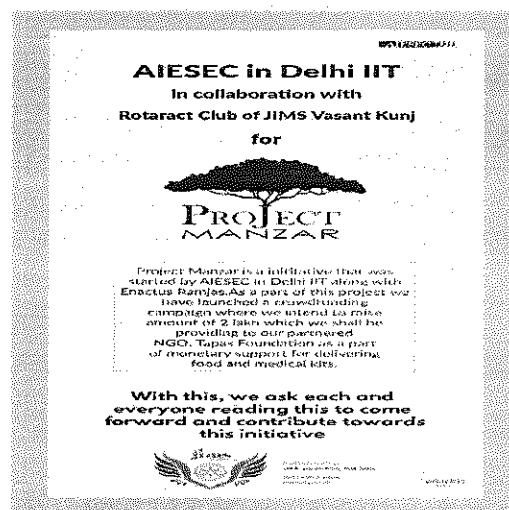 AIESEC in Delhi IIT
in collaboration with
Rotaract Club of JIMS Vasant Kunj
for
PROJECT
MANZAR
Project Manzar is a initiative that was
started by AIESEC in Delhi IIT along with
Enactus Ramjas.As a part of this project we
have launched a crowdfunding
campaign where we intend to raise
amount of 2 lakh which we shall be
providing to our partnered
NGO, Tapas Foundation as a part
of monetary support for delivering
food and medical kits.
With this, we ask each and
everyone reading this to come
forward and contribute towards
this initiative